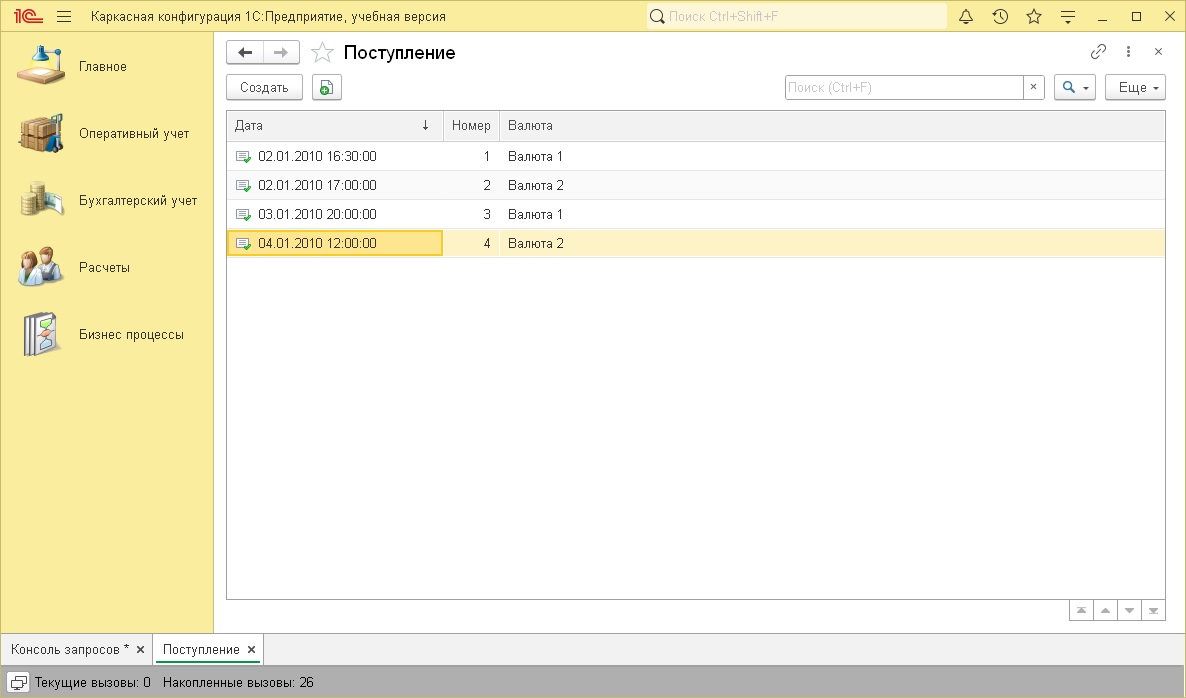 1С Каркасная конфигурация 1С:Предприятие, учебная версия Поиск Ctrl+Shift+F
Главное
Оперативный учет
Бухгалтерский учет
Расчеты
Бизнес процессы
Поступление
Создать Поиск (Ctrl+F) × Еще
Дата ↓ Номер Валюта
02.01.2010 16:30:00 1 Валюта 1
02.01.2010 17:00:00 2 Валюта 2
03.01.2010 20:00:00 3 Валюта 1
04.01.2010 12:00:00 4 Валюта 2
Консоль запросов * × Поступление ×
Текущие вызовы: 0 Накопленные вызовы: 26